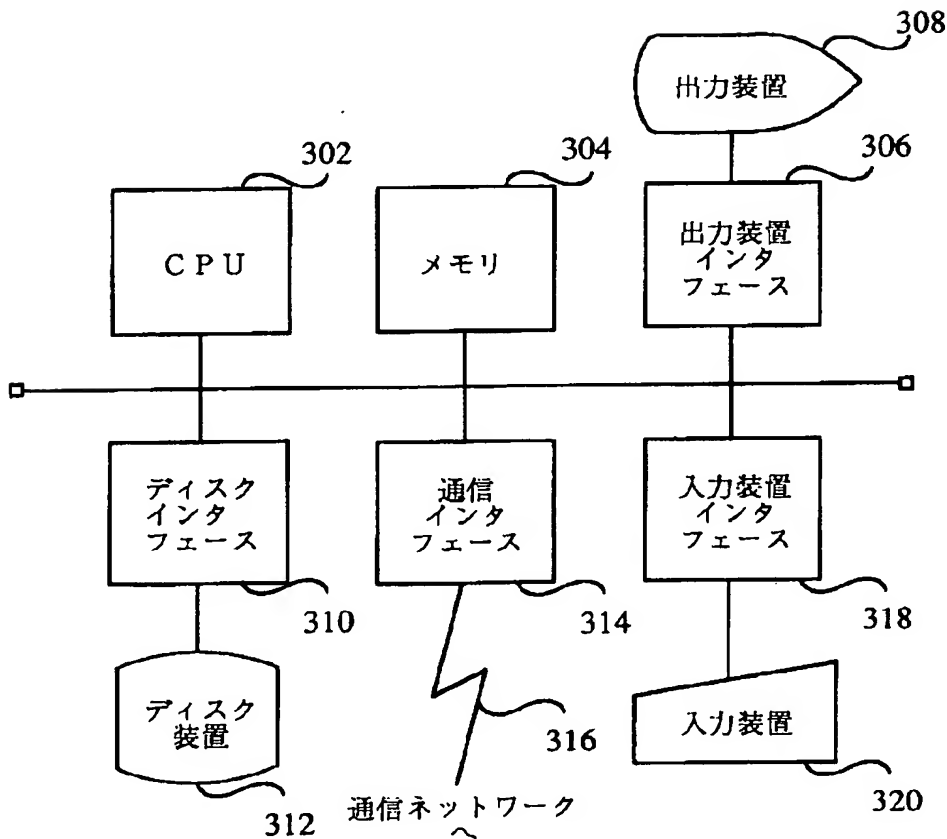 308
出力装置
302
304
306
CPU
メモリ
出力装置
インタ
フェース
ディスク
インタ
フェース
通信
インタ
フェース
入力装置
インタ
フェース
310
314
318
ディスク
装置
316
入力装置
312
通信ネットワーク
へ
320